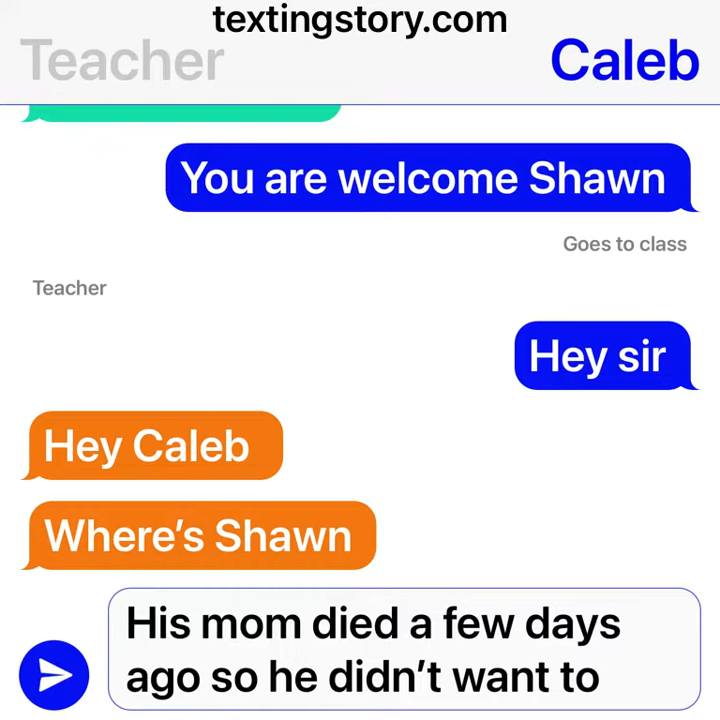 textingstory.com
Teacher
Caleb
You are welcome Shawn
Goes to class
Teacher
Hey sir
Hey Caleb
Where’s Shawn
His mom died a few days
ago so he didn’t want to